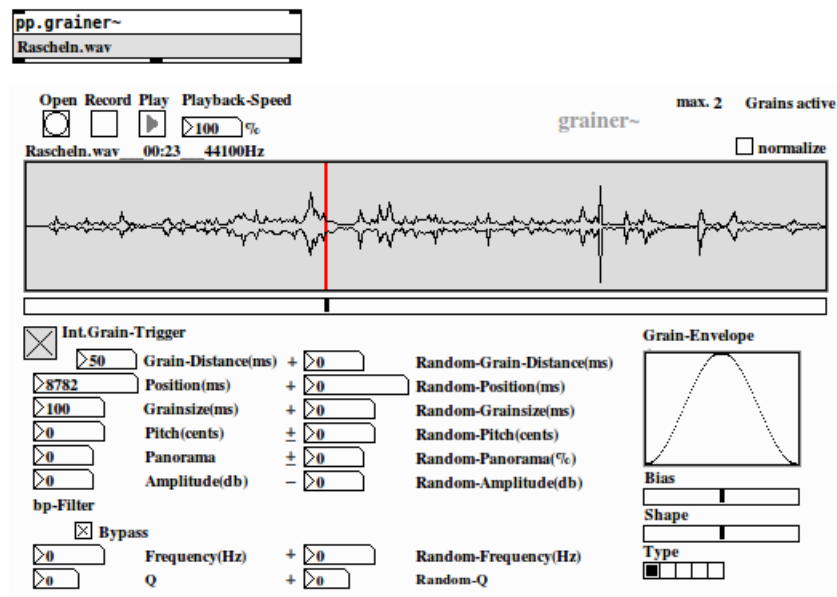 pp.grainer~
Rascheln.wav
Open Record Play Playback-Speed
max. 2 Grains active
100 %
grainer~
Rascheln.wav___00:23___44100Hz
normalize
Int.Grain-Trigger
Grain-Envelope
50 Grain-Distance(ms) + 0 Random-Grain-Distance(ms)
8782 Position(ms) + 0 Random-Position(ms)
100 Grainsize(ms) + 0 Random-Grainsize(ms)
0 Pitch(cents) ± 0 Random-Pitch(cents)
0 Panorama ± 0 Random-Panorama(%)
0 Amplitude(db) − 0 Random-Amplitude(db)
Bias
bp-Filter
Shape
Bypass
0 Frequency(Hz) + 0 Random-Frequency(Hz)
Type
0 Q + 0 Random-Q